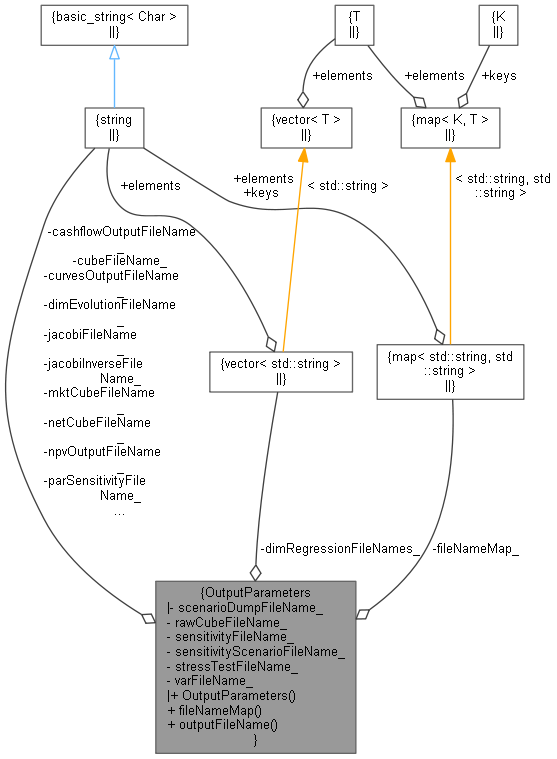 {basic_string< Char >
||}
{T
||}
{K
||}
+elements
+elements
+keys
{string
||}
{vector< T >
||}
{map< K, T >
||}
+elements
+elements
+keys
< std::string >
< std::string, std
::string >
-cashflowOutputFileName
_
-cubeFileName_
-curvesOutputFileName
_
-dimEvolutionFileName
_
-jacobiFileName
_
-jacobiInverseFile
Name_
-mktCubeFileName
_
-netCubeFileName
_
-npvOutputFileName
_
-parSensitivityFile
Name_
...
{vector< std::string >
||}
{map< std::string, std
::string >
||}
-dimRegressionFileNames_
-fileNameMap_
{OutputParameters
|- scenarioDumpFileName_
- rawCubeFileName_
- sensitivityFileName_
- sensitivityScenarioFileName_
- stressTestFileName_
- varFileName_
|+ OutputParameters()
+ fileNameMap()
+ outputFileName()
}